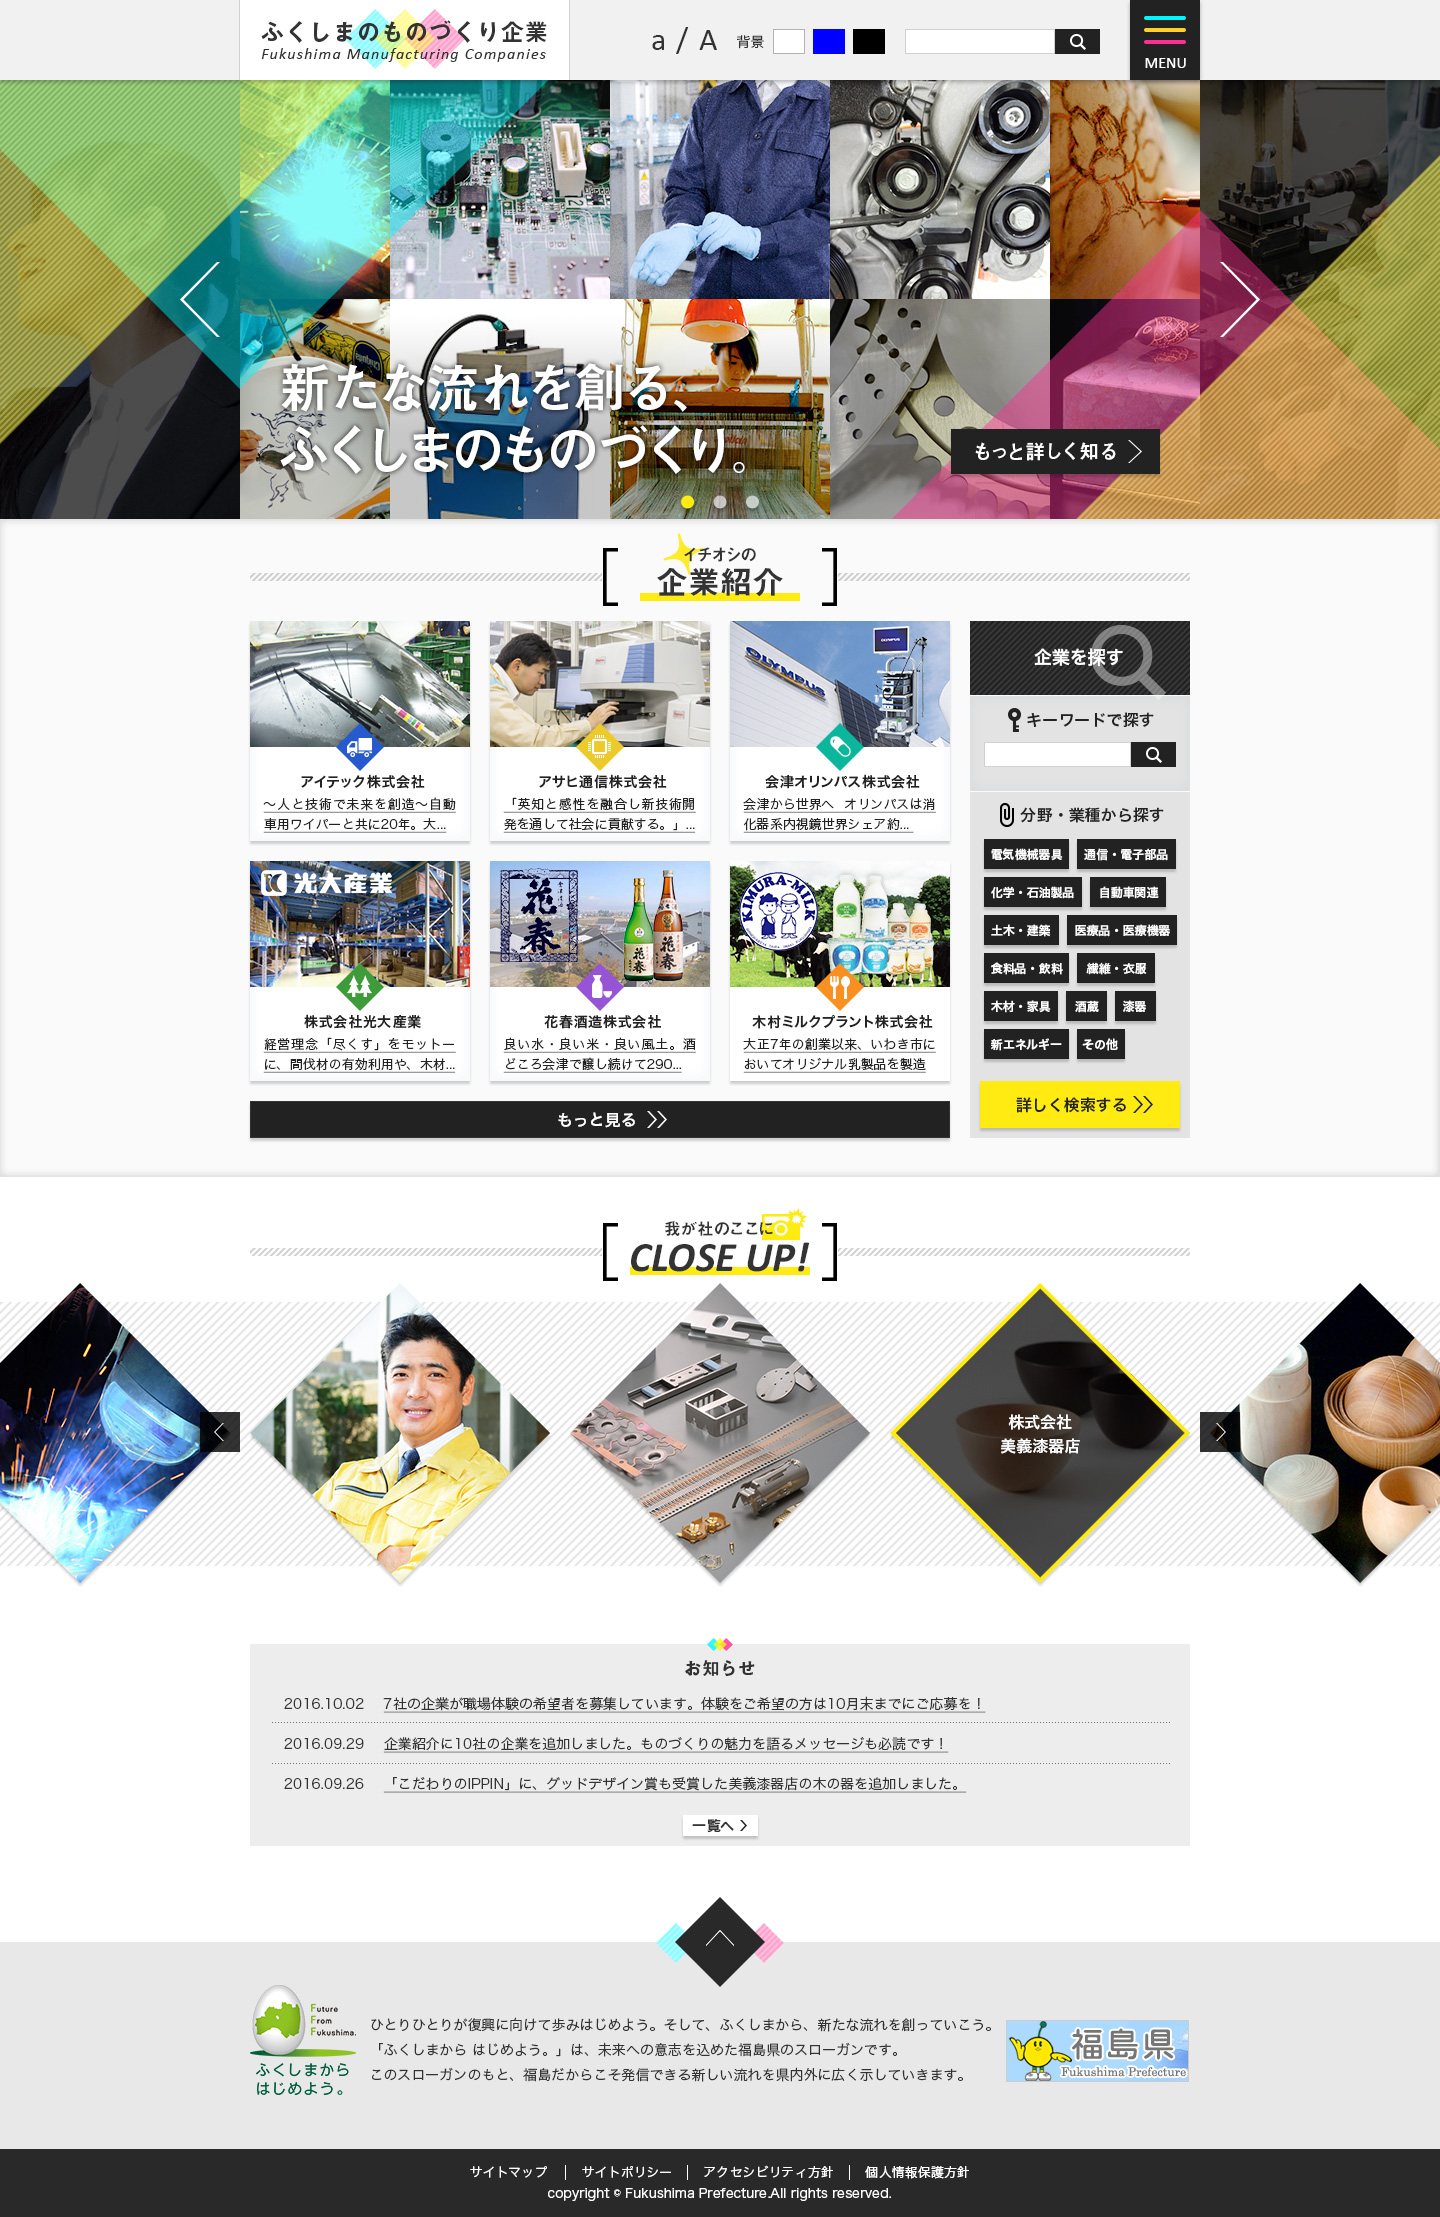 ふくしまのものづくり企業
Fukushima Manufacturing Companies
a / A
背景
MENU
新たな流れを創る、
ふくしまのものづくり。
もっと詳しく知る
イチオシの
企業紹介
OLYMPUS
アイテック株式会社
～人と技術で未来を創造～自動
車用ワイパーと共に20年。大...
アサヒ通信株式会社
「英知と感性を融合し新技術開
発を通して社会に貢献する。」...
会津オリンパス株式会社
会津から世界へ オリンパスは消
化器系内視鏡世界シェア約...
光大産業
株式会社光大産業
経営理念「尽くす」をモットー
に、間伐材の有効利用や、木材...
花春
花春
花春
花春酒造株式会社
良い水・良い米・良い風土。酒
どころ会津で醸し続けて290...
KIMURA-MILK
木村ミルクプラント株式会社
大正7年の創業以来、いわき市に
おいてオリジナル乳製品を製造
もっと見る
企業を探す
キーワードで探す
分野・業種から探す
電気機械器具
通信・電子部品
化学・石油製品
自動車関連
土木・建築
医療品・医療機器
食料品・飲料
繊維・衣服
木材・家具
酒蔵
漆器
新エネルギー
その他
詳しく検索する
我が社のここに
CLOSE UP!
株式会社
美義漆器店
お知らせ
2016.10.02 7社の企業が職場体験の希望者を募集しています。体験をご希望の方は10月末までにご応募を！
2016.09.29 企業紹介に10社の企業を追加しました。ものづくりの魅力を語るメッセージも必読です！
2016.09.26 「こだわりのIPPIN」に、グッドデザイン賞も受賞した美義漆器店の木の器を追加しました。
一覧へ
Future
From
Fukushima.
ふくしまから
はじめよう。
ひとりひとりが復興に向けて歩みはじめよう。そして、ふくしまから、新たな流れを創っていこう。
「ふくしまから はじめよう。」は、未来への意志を込めた福島県のスローガンです。
このスローガンのもと、福島だからこそ発信できる新しい流れを県内外に広く示していきます。
福島県
Fukushima Prefecture
サイトマップ
サイトポリシー
アクセシビリティ方針
個人情報保護方針
copyright © Fukushima Prefecture.All rights reserved.